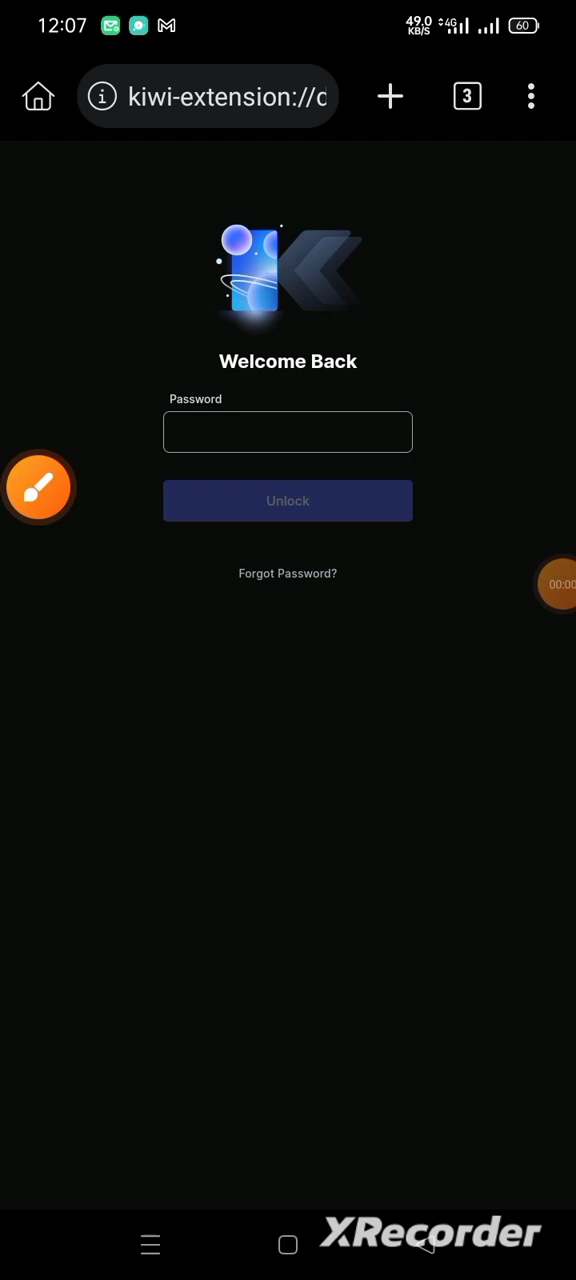 12:07
49.0
KB/S
4G
60
kiwi-extension://
3
Welcome Back
Password
Unlock
Forgot Password?
00:00
XRecorder